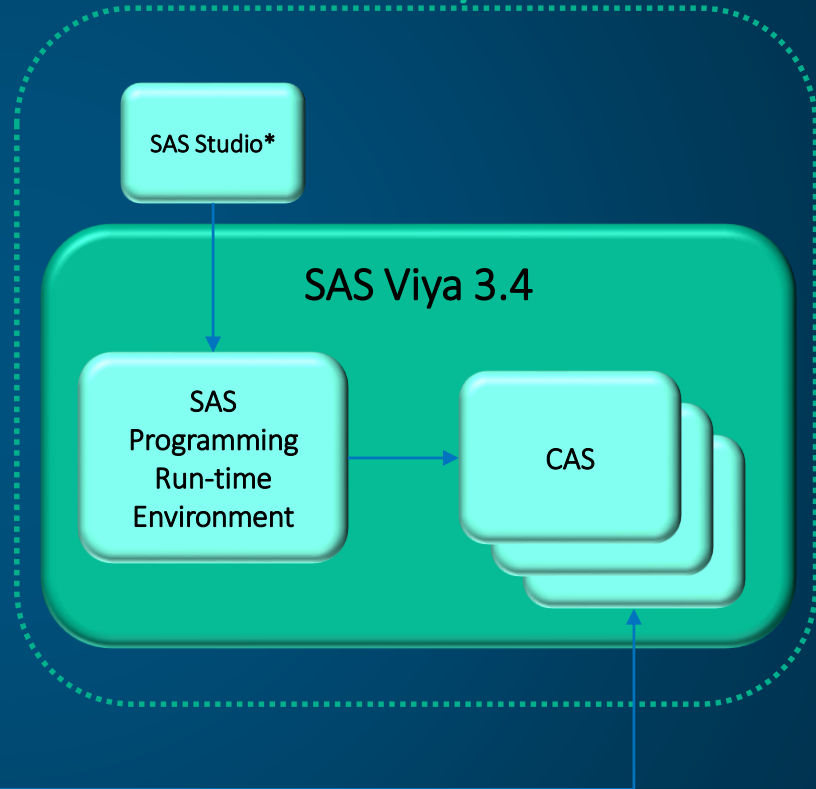 SAS Studio*
SAS Viya 3.4
SAS
Programming
Run-time
Environment
CAS